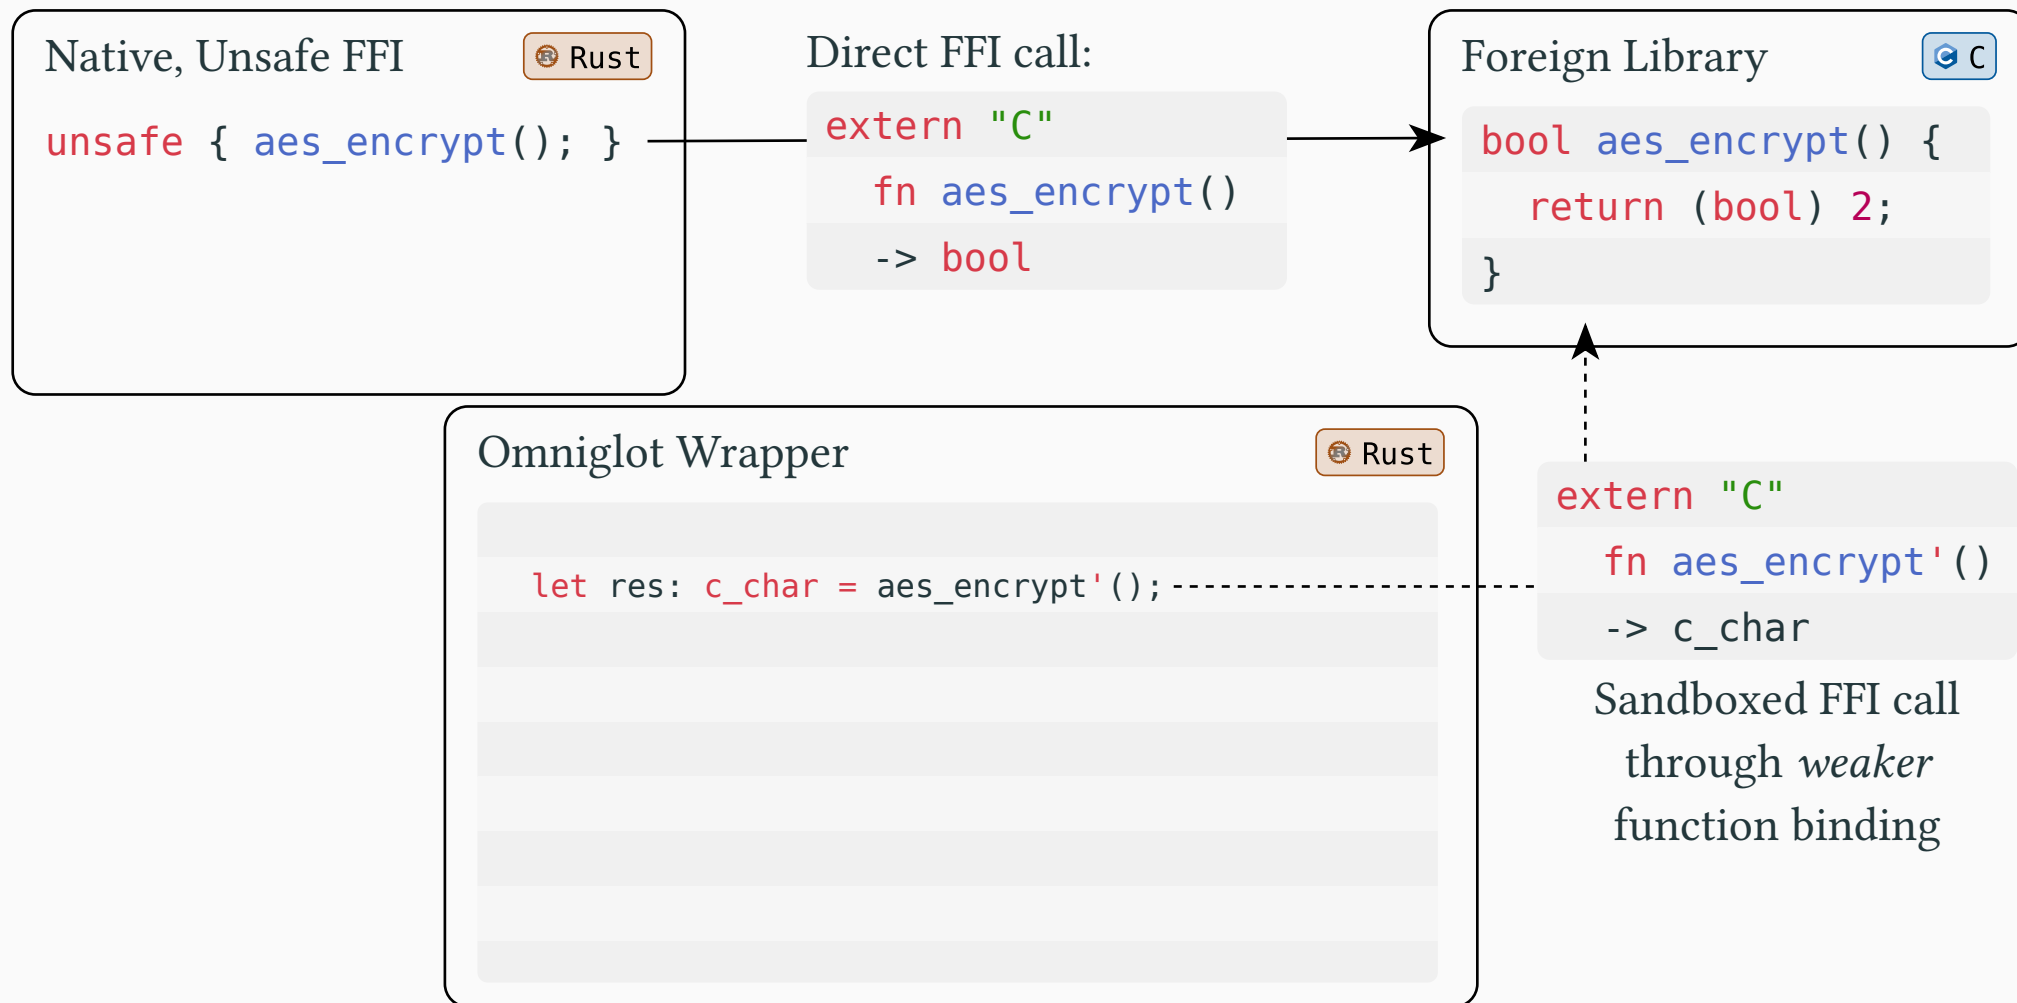 Native, Unsafe FFI
Rust
unsafe { aes_encrypt(); }
Direct FFI call:
extern "C"
fn aes_encrypt()
-> bool
Foreign Library
C
bool aes_encrypt() {
return (bool) 2;
}
Omniglot Wrapper
Rust
let res: c_char = aes_encrypt'();
extern "C"
fn aes_encrypt'()
-> c_char
Sandboxed FFI call
through weaker
function binding